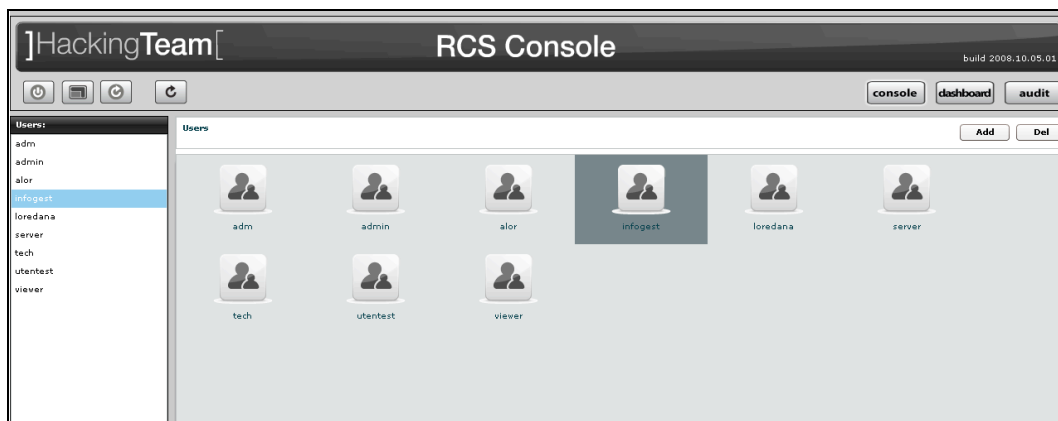 ]HackingTeam[
RCS Console
build 2008.10.05.01
console dashboard audit
Users:
adm
admin
alor
infogest
loredana
server
tech
utentest
viewer
Users
Add Del
adm admin alor infogest loredana server
tech utentest viewer